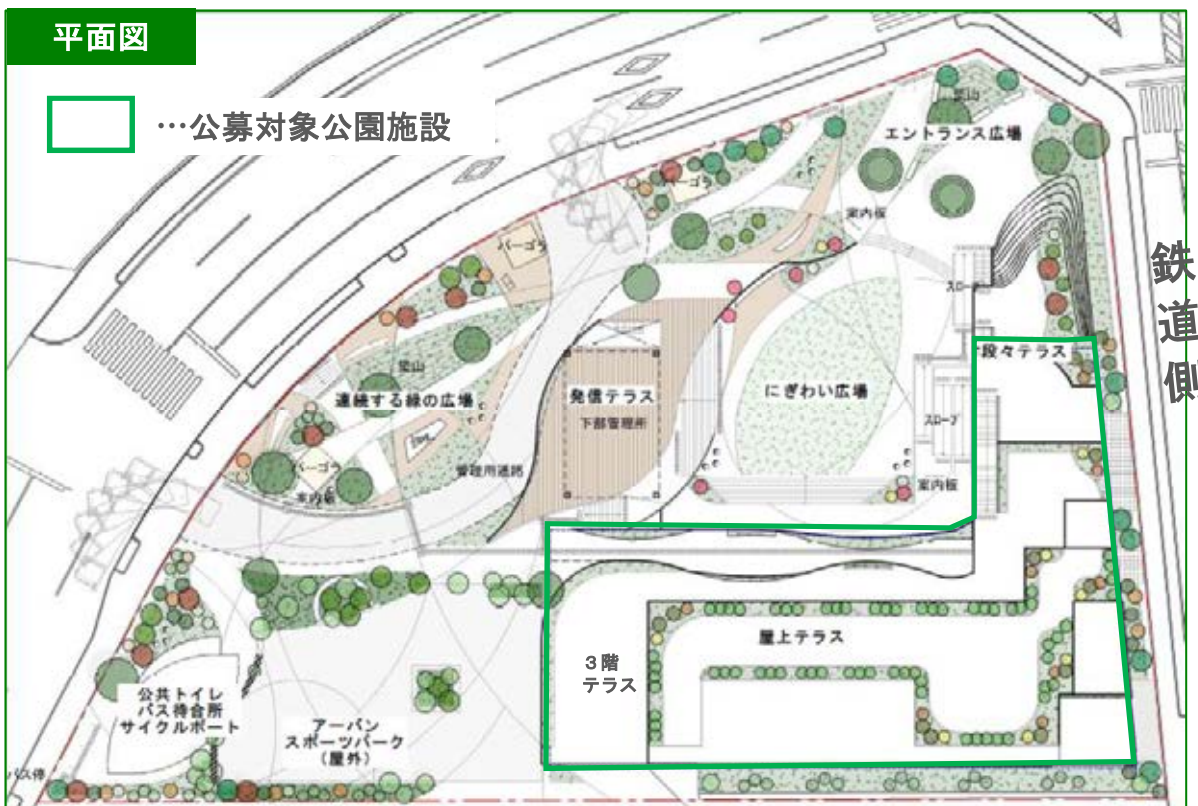 平面図
…公募対象公園施設
築山
エントランス広場
パーゴラ
案内板
パーゴラ
スロープ
鉄道側
段々テラス
築山
連続する緑の広場
発信テラス
下部管理所
にぎわい広場
スロープ
パーゴラ
案内板
管理用通路
案内板
屋上テラス
3階
テラス
公共トイレ
バス待合所
サイクルポート
アーバン
スポーツパーク
(屋外)
バス停